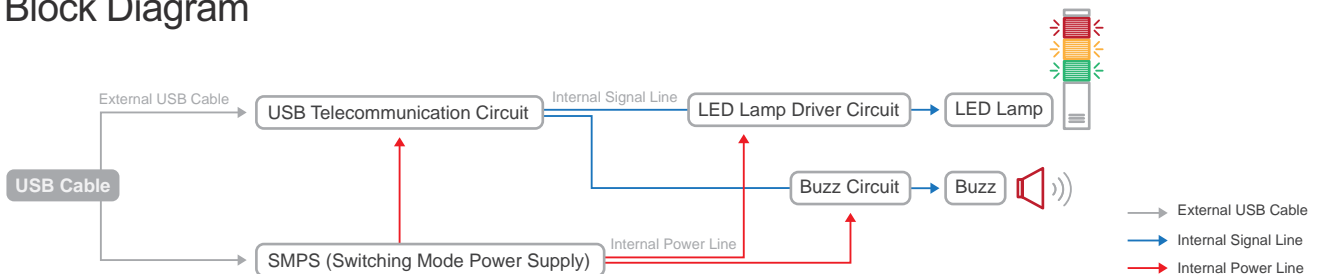 Block Diagram
External USB Cable
USB Telecommunication Circuit
Internal Signal Line
LED Lamp Driver Circuit
LED Lamp
USB Cable
Buzz Circuit
Buzz
SMPS (Switching Mode Power Supply)
Internal Power Line
External USB Cable
Internal Signal Line
Internal Power Line